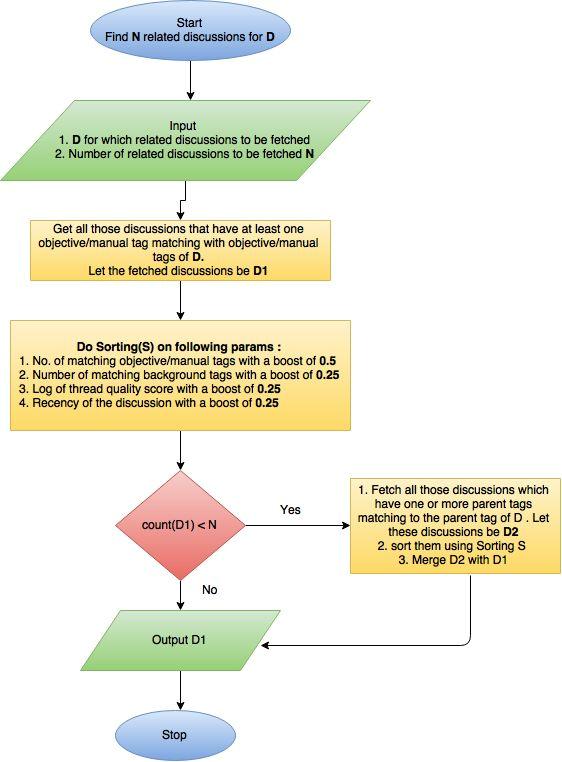 Start
Find N related discussions for D
Input
1. D for which related discussions to be fetched
2. Number of related discussions to be fetched N
Get all those discussions that have at least one
objective/manual tag matching with objective/manual
tags of D.
Let the fetched discussions be D1
Do Sorting(S) on following params :
1. No. of matching objective/manual tags with a boost of 0.5
2. Number of matching background tags with a boost of 0.25
3. Log of thread quality score with a boost of 0.25
4. Recency of the discussion with a boost of 0.25
count(D1) < N
Yes
1. Fetch all those discussions which
have one or more parent tags
matching to the parent tag of D . Let
these discussions be D2
2. sort them using Sorting S
3. Merge D2 with D1
No
Output D1
Stop